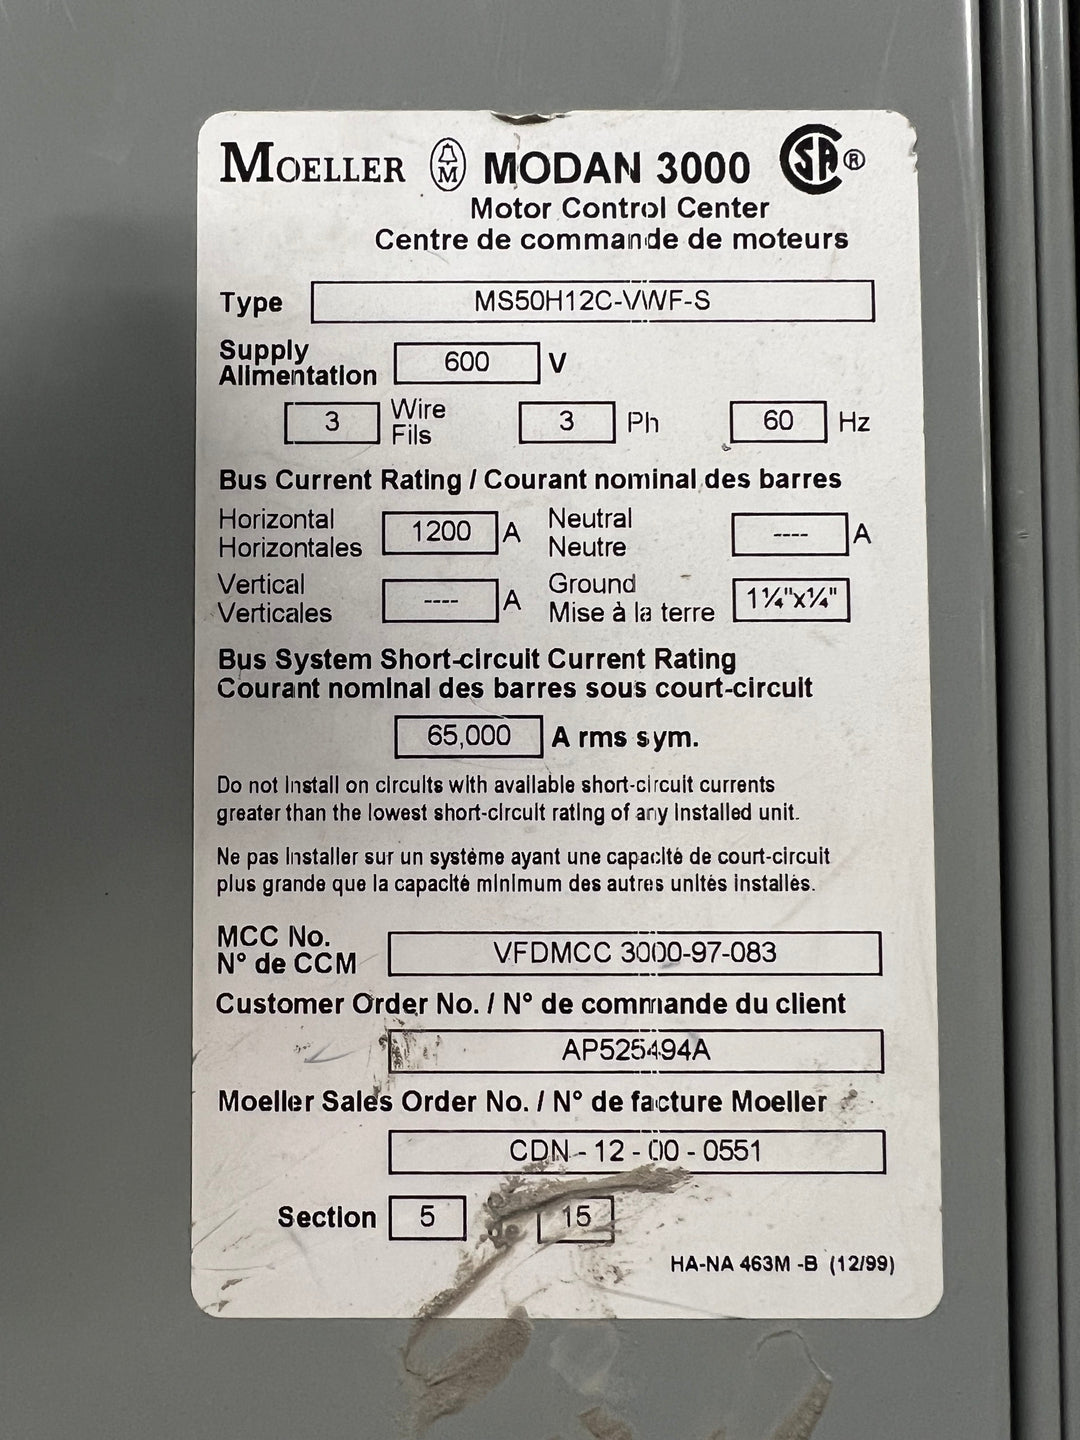 MOELLER M MODAN 3000 SA ®
Motor Control Center
Centre de commande de moteurs
Type MS50H12C-VWF-S
Supply
Alimentation 600 V
3 Wire
Fils 3 Ph 60 Hz
Bus Current Rating / Courant nominal des barres
Horizontal
Horizontales 1200 A Neutral
Neutre ---- A
Vertical
Verticales ---- A Ground
Mise à la terre 1¼"x¼"
Bus System Short-circuit Current Rating
Courant nominal des barres sous court-circuit
65,000 A rms sym.
Do not install on circuits with available short-circuit currents
greater than the lowest short-circuit rating of any installed unit.
Ne pas installer sur un système ayant une capacité de court-circuit
plus grande que la capacité minimum des autres unités installés.
MCC No.
N° de CCM VFDMCC 3000-97-083
Customer Order No. / N° de commande du client
AP525494A
Moeller Sales Order No. / N° de facture Moeller
CDN - 12 - 00 - 0551
Section 5 15
HA-NA 463M -B (12/99)